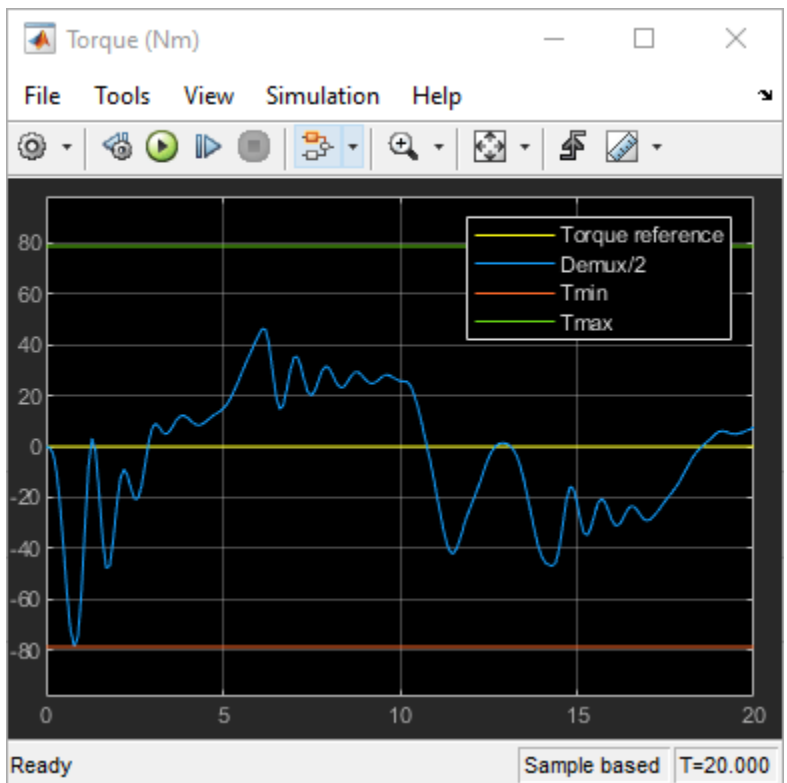 Torque (Nm)
File Tools View Simulation Help
Torque reference
Demux/2
Tmin
Tmax
80
60
40
20
0
-20
-40
-60
-80
0 5 10 15 20
Ready Sample based T=20.000